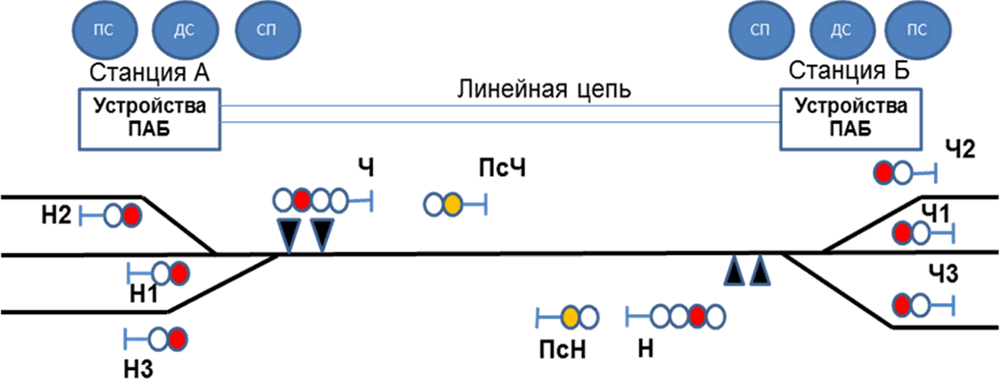 ПС ДС СП
СП ДС ПС
Станция А
Станция Б
Устройства
ПАБ
Линейная цепь
Устройства
ПАБ
Ч
ПсЧ
Ч2
Н2
Ч1
Н1
Ч3
ПсН
Н
Н3